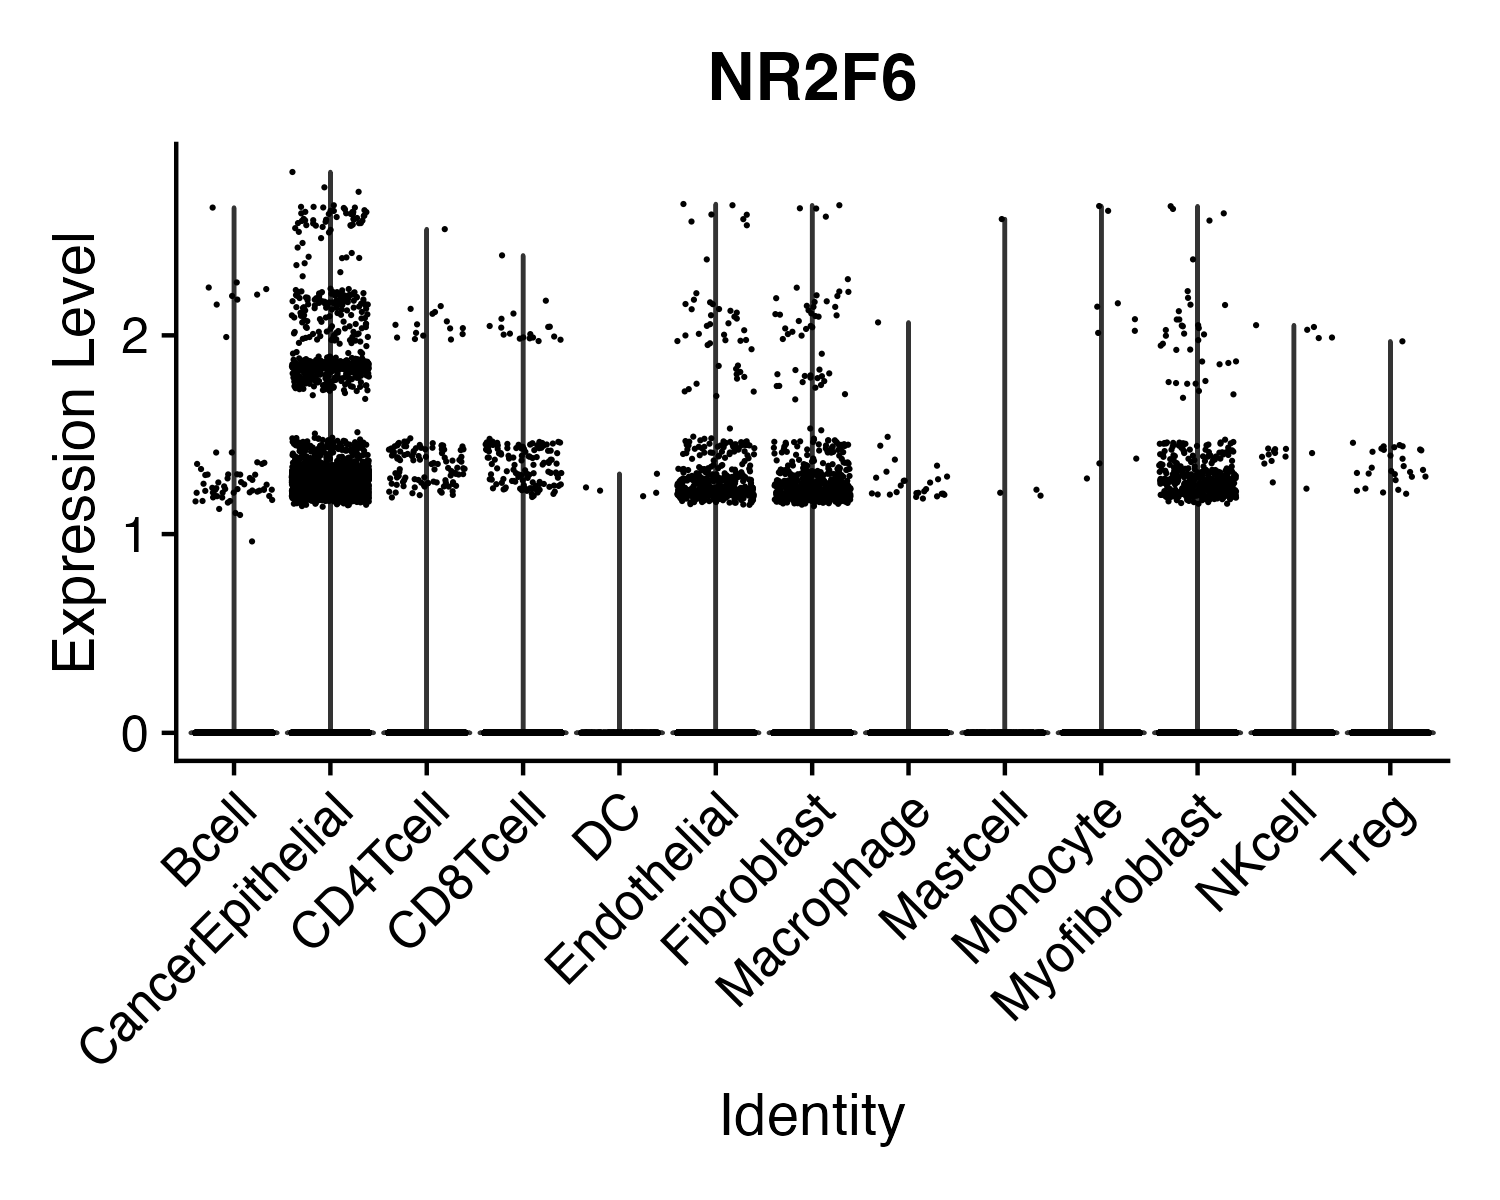 NR2F6
Expression Level
2
1
0
Bcell
CancerEpithelial
CD4Tcell
CD8Tcell
DC
Endothelial
Fibroblast
Macrophage
Mastcell
Monocyte
Myofibroblast
NKcell
Treg
Identity